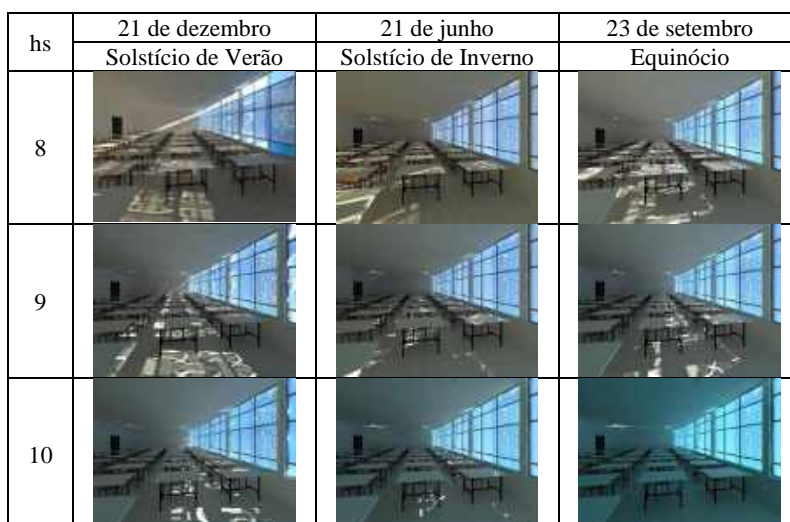 hs
21 de dezembro
21 de junho
23 de setembro
Solstício de Verão
Solstício de Inverno
Equinócio
8
9
10